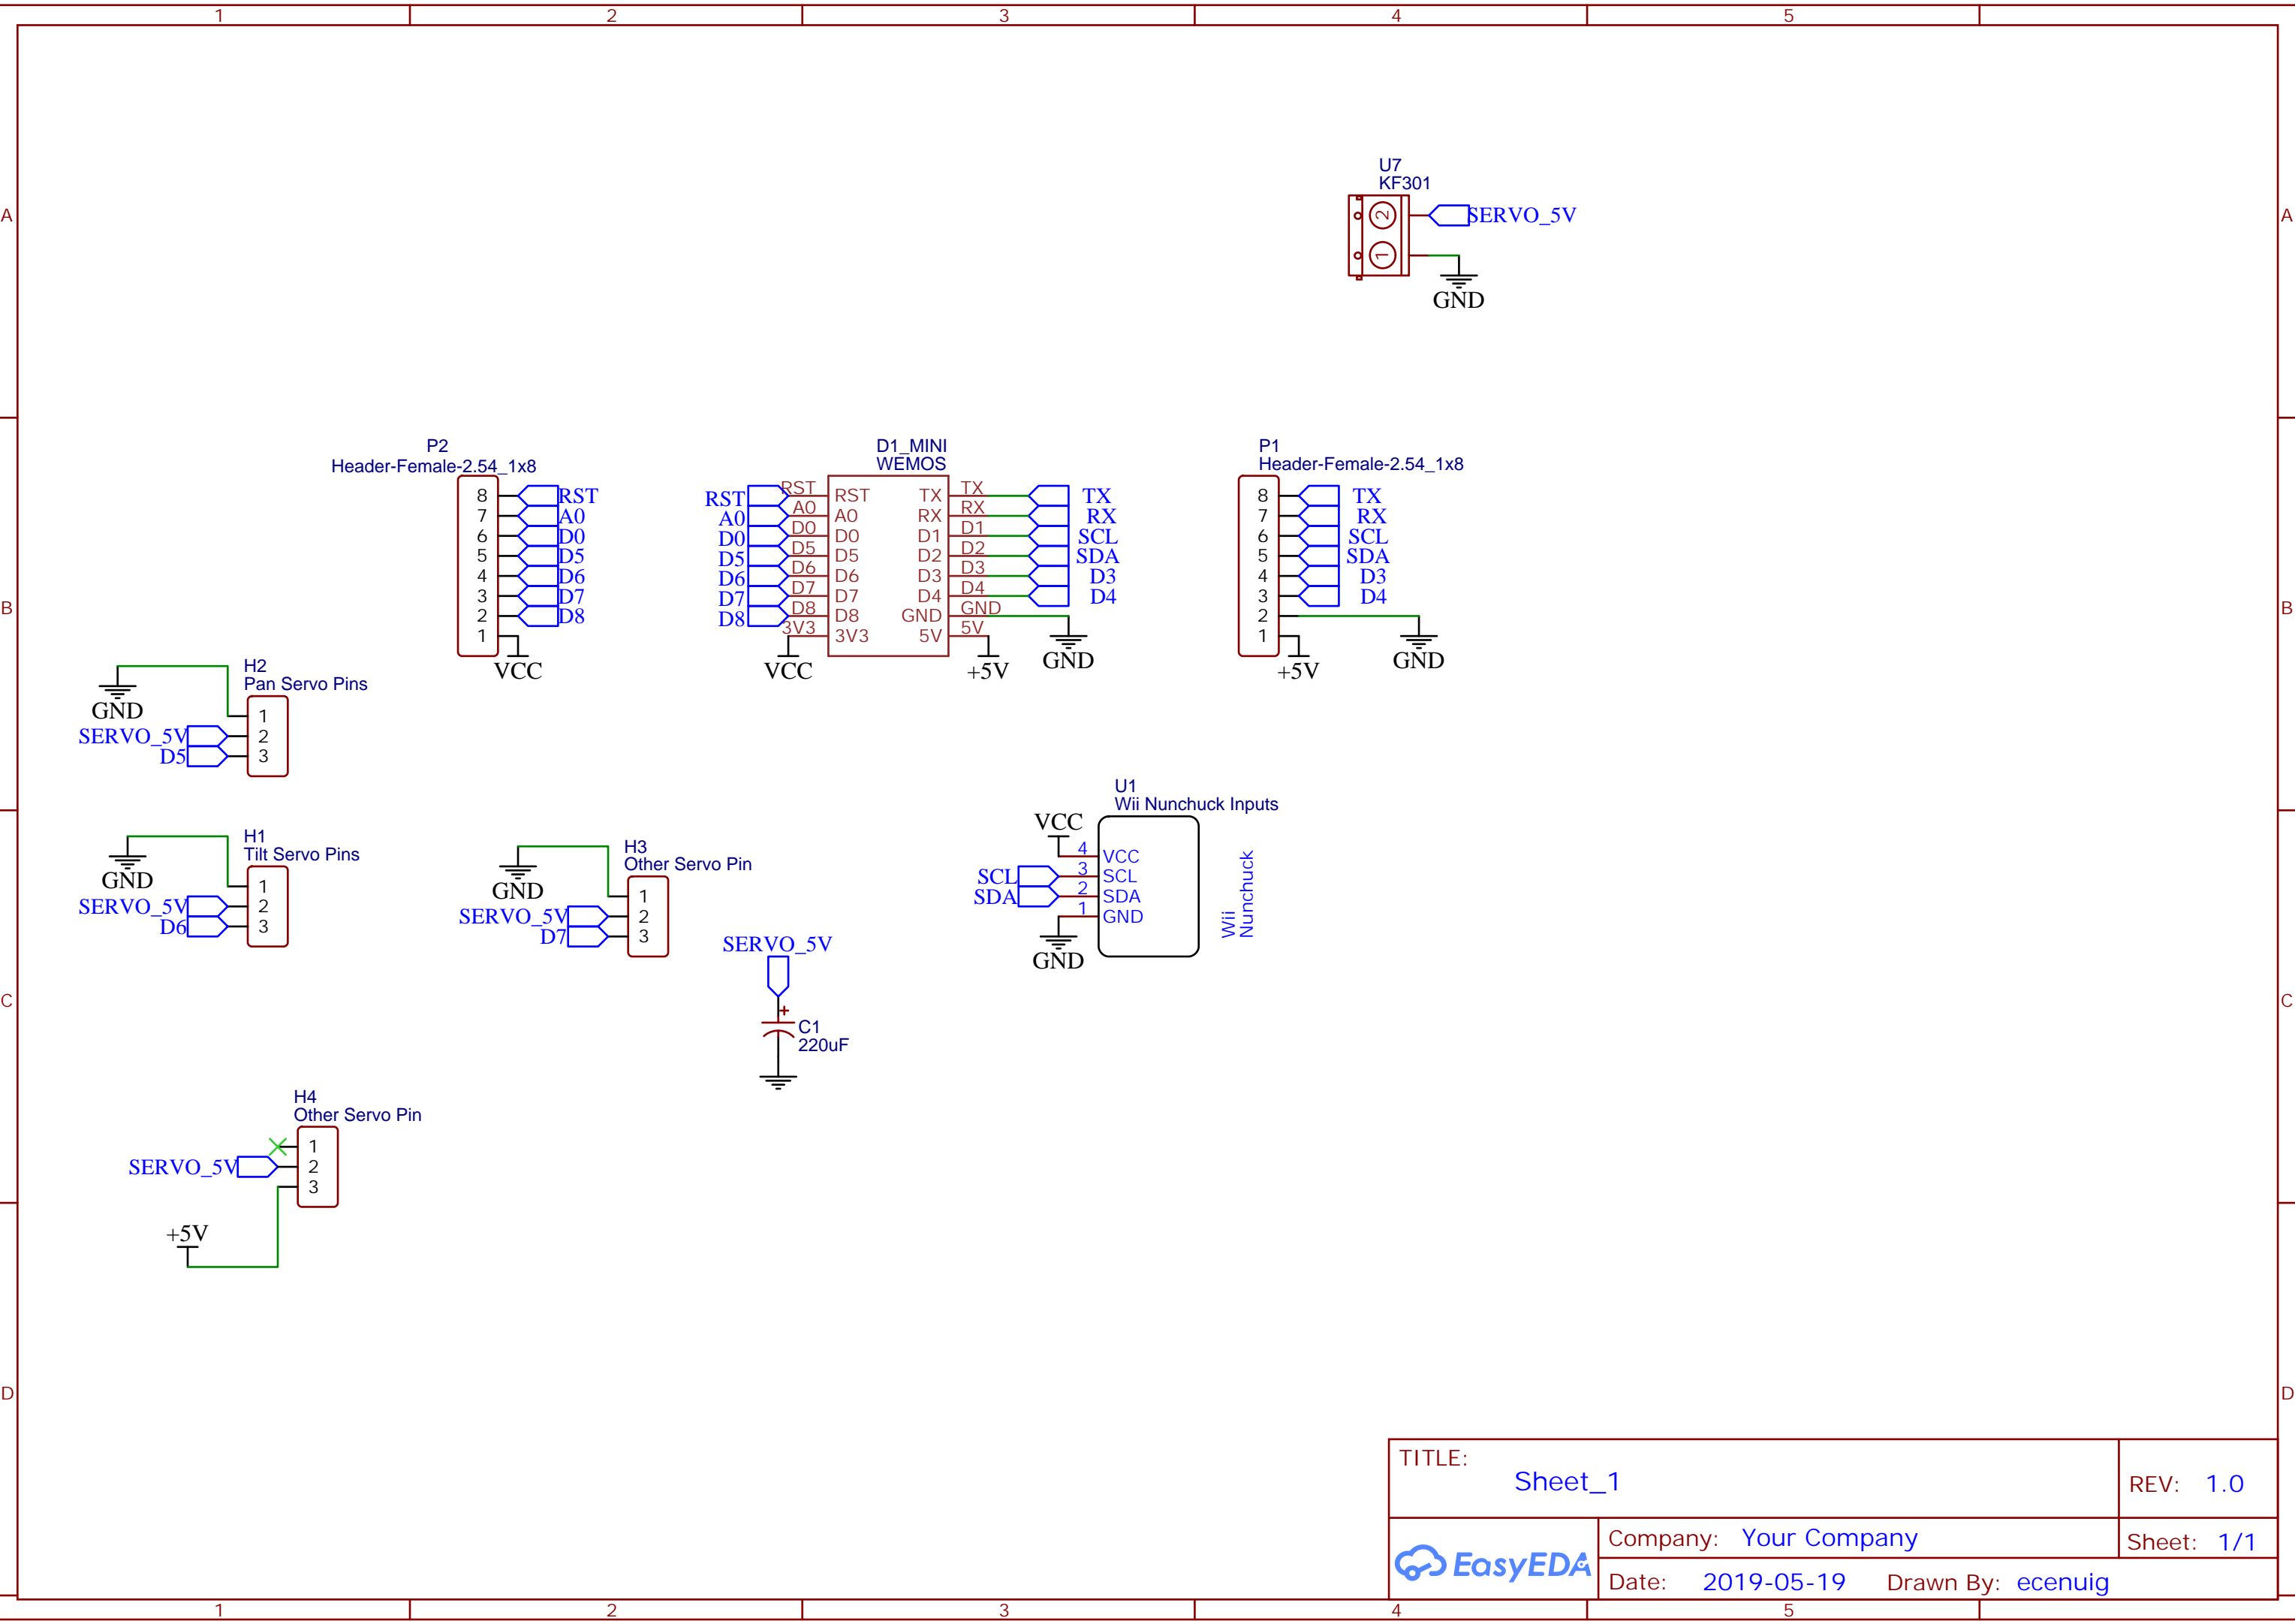 1 2 3 4 5
A A
B B
C C
D D
1 2 3 4 5
U7
KF301
2
SERVO_5V
1
GND
P2
Header-Female-2.54_1x8
8 RST
7 A0
6 D0
5 D5
4 D6
3 D7
2 D8
1
VCC
D1_MINI
WEMOS
RST RST RST TX TX TX
A0 A0 A0 RX RX RX
D0 D0 D0 D1 D1 SCL
D5 D5 D5 D2 D2 SDA
D6 D6 D6 D3 D3 D3
D7 D7 D7 D4 D4 D4
D8 D8 D8 GND GND
3V3 3V3 5V 5V
VCC +5V GND
P1
Header-Female-2.54_1x8
8 TX
7 RX
6 SCL
5 SDA
4 D3
3 D4
2
1
+5V GND
H2
Pan Servo Pins
GND
1
SERVO_5V 2
D5 3
H1
Tilt Servo Pins
GND
1
SERVO_5V 2
D6 3
H3
Other Servo Pin
GND
1
SERVO_5V 2
D7 3
SERVO_5V
+
C1
220uF
U1
Wii Nunchuck Inputs
VCC
4 VCC
SCL 3 SCL
SDA 2 SDA
1 GND
GND
Wii
Nunchuck
H4
Other Servo Pin
1
SERVO_5V 2
3
+5V
TITLE:
Sheet_1
REV: 1.0
EasyEDA
Company: Your Company
Sheet: 1/1
Date: 2019-05-19 Drawn By: ecenuig